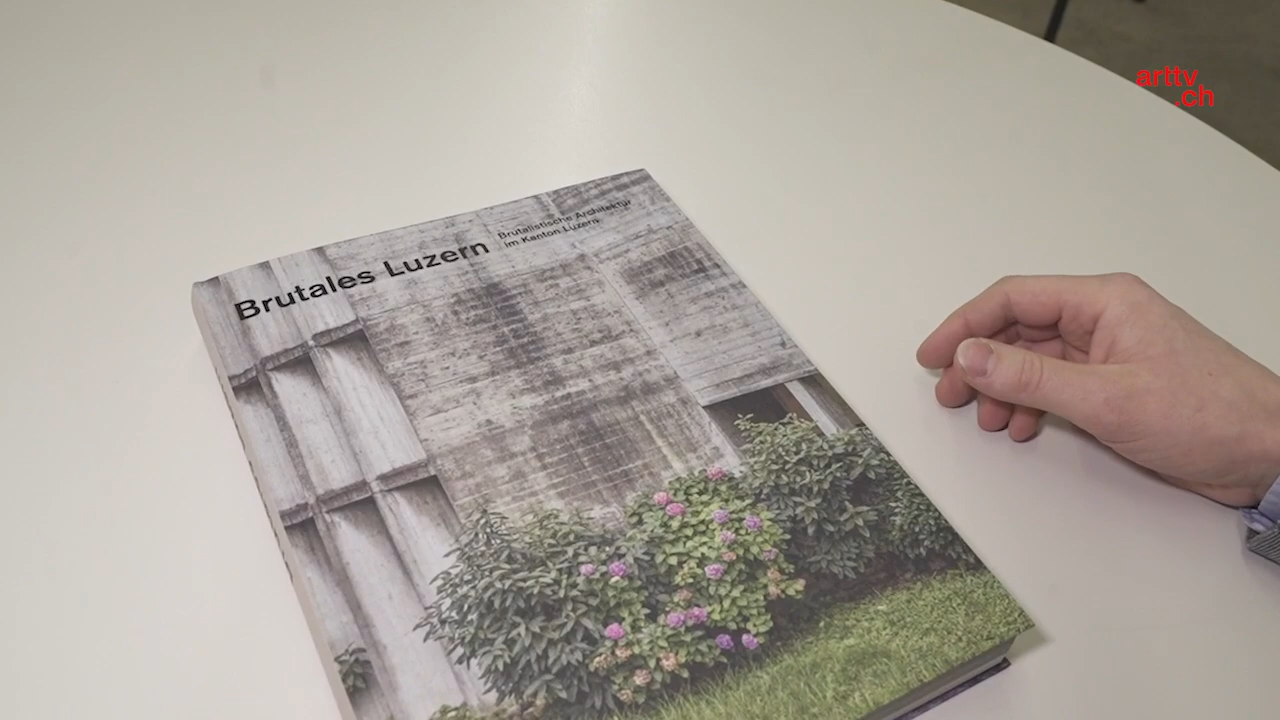 arttv
.ch
Brutales Luzern
Brutalistische Architektur
im Kanton Luzern